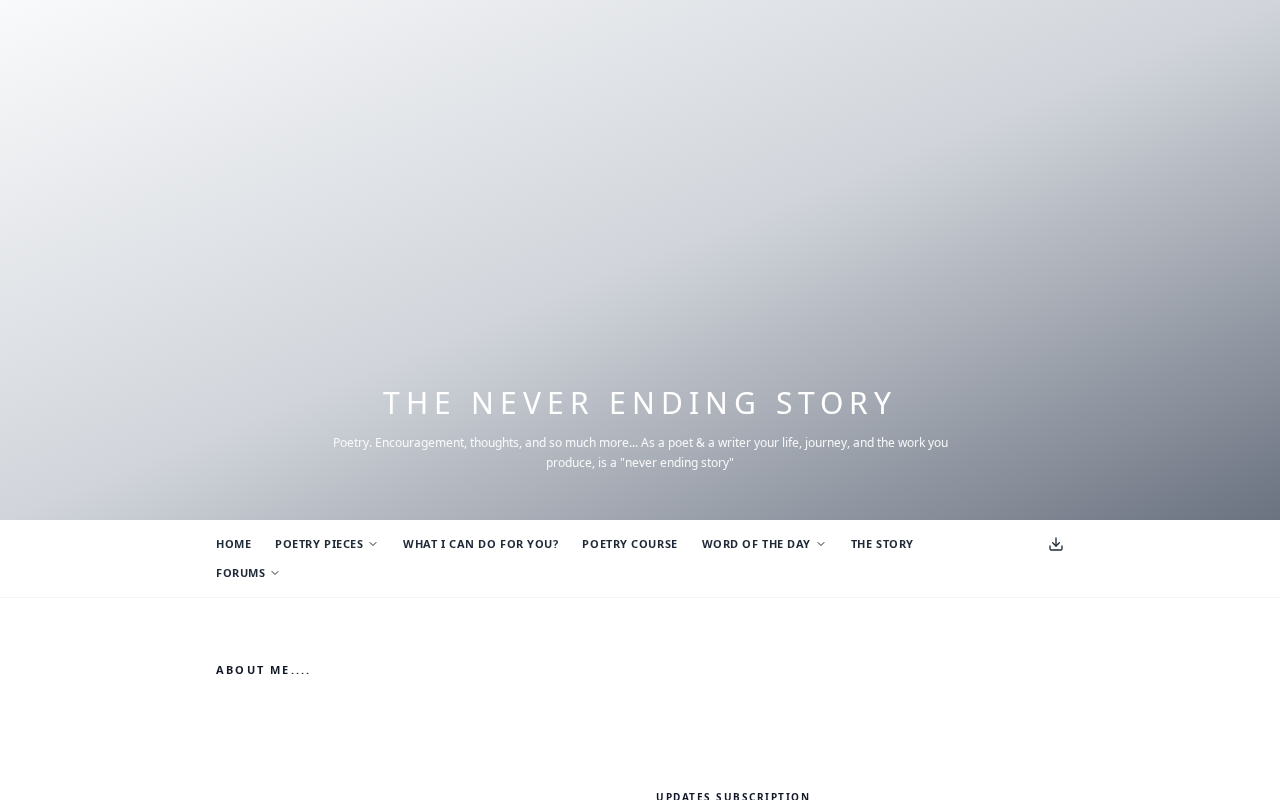 THE NEVER ENDING STORY
Poetry. Encouragement, thoughts, and so much more... As a poet & a writer your life, journey, and the work you
produce, is a "never ending story"
HOME POETRY PIECES WHAT I CAN DO FOR YOU? POETRY COURSE WORD OF THE DAY THE STORY
FORUMS
ABOUT ME....
UPDATES SUBSCRIPTION